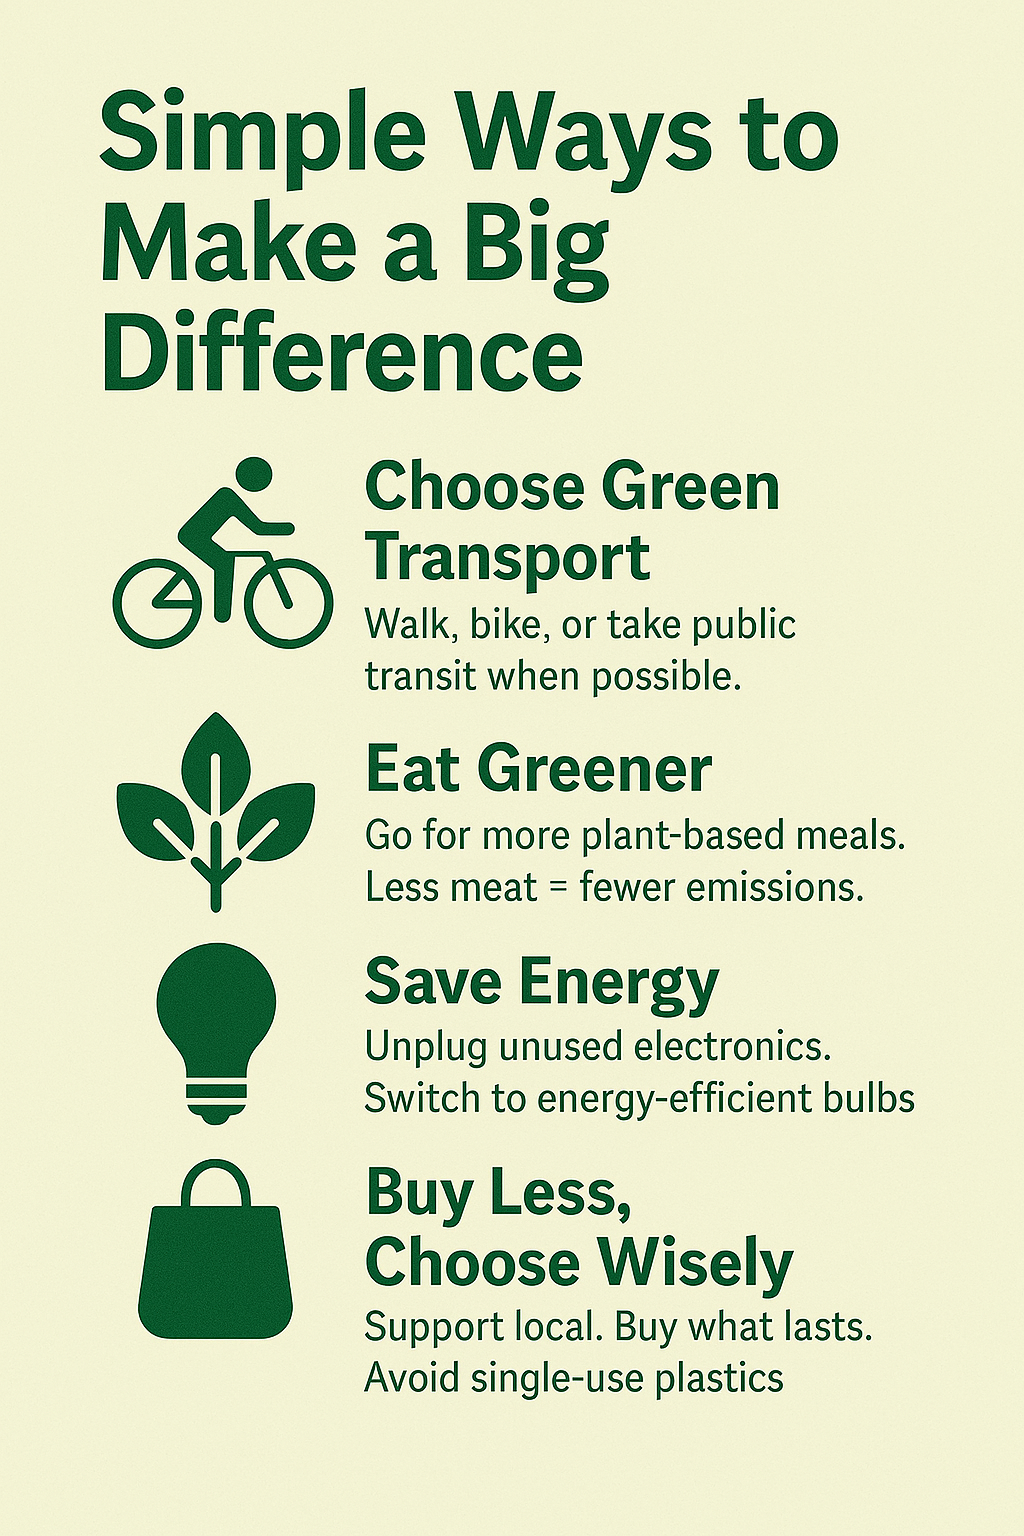 Simple Ways to
Make a Big
Difference
Choose Green
Transport
Walk, bike, or take public
transit when possible.
Eat Greener
Go for more plant-based meals.
Less meat = fewer emissions.
Save Energy
Unplug unused electronics.
Switch to energy-efficient bulbs
Buy Less,
Choose Wisely
Support local. Buy what lasts.
Avoid single-use plastics